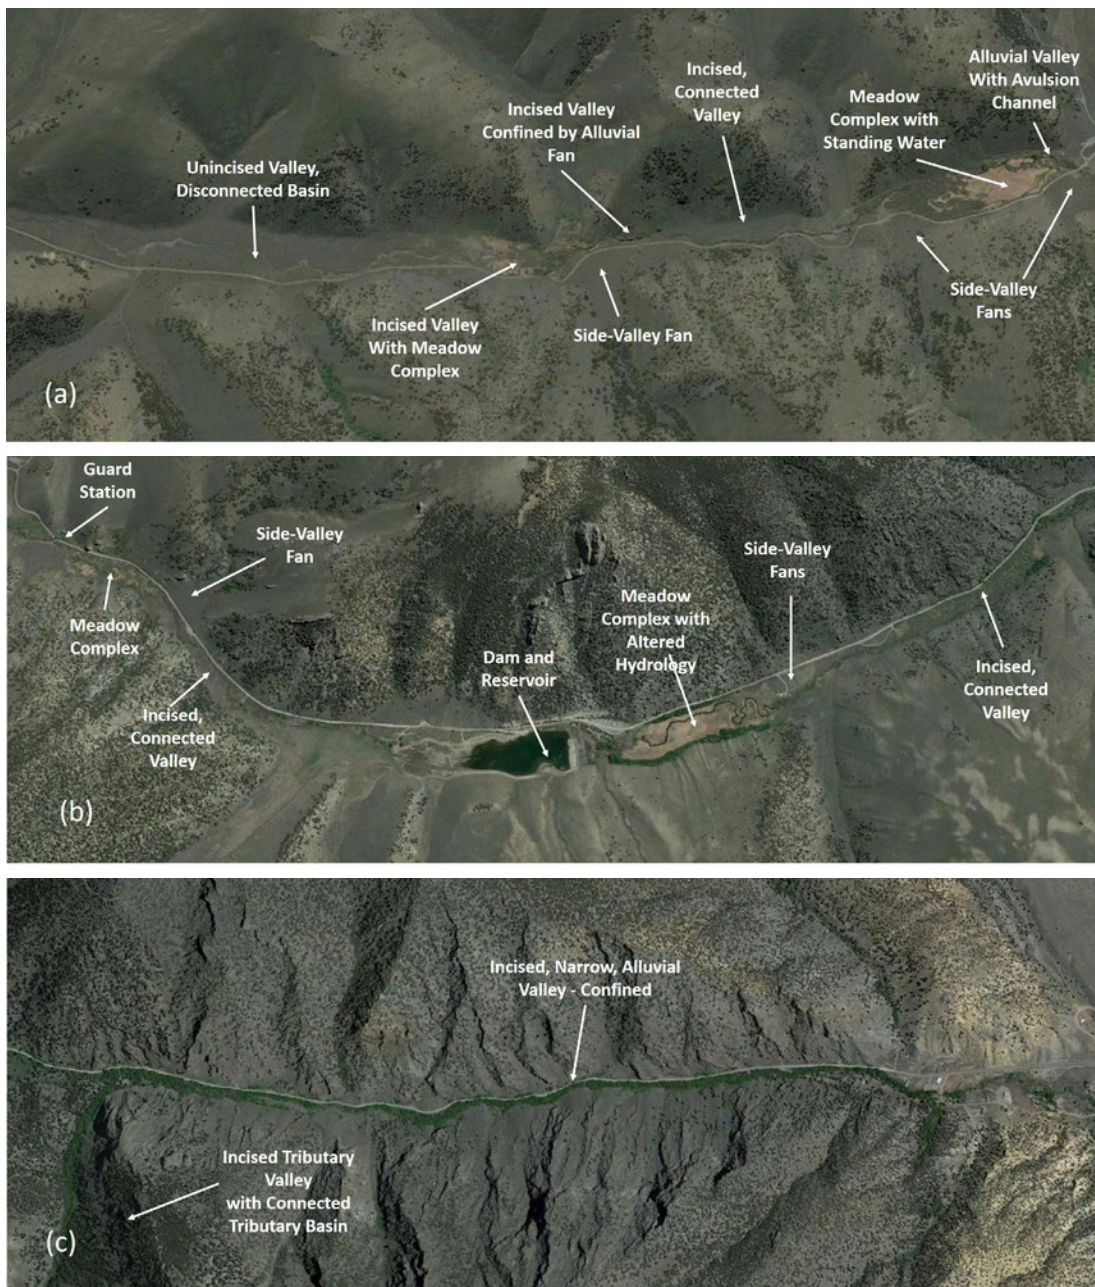 Unincised Valley,
Disconnected Basin
Incised Valley
Confined by Alluvial
Fan
Incised,
Connected
Valley
Meadow
Complex with
Standing Water
Alluvial Valley
With Avulsion
Channel
Incised Valley
With Meadow
Complex
Side-Valley Fan
Side-Valley
Fans
(a)
Guard
Station
Side-Valley
Fan
Meadow
Complex
Incised,
Connected
Valley
Dam and
Reservoir
Meadow
Complex with
Altered
Hydrology
Side-Valley
Fans
Incised,
Connected
Valley
(b)
Incised, Narrow, Alluvial
Valley - Confined
Incised Tributary
Valley
with Connected
Tributary Basin
(c)